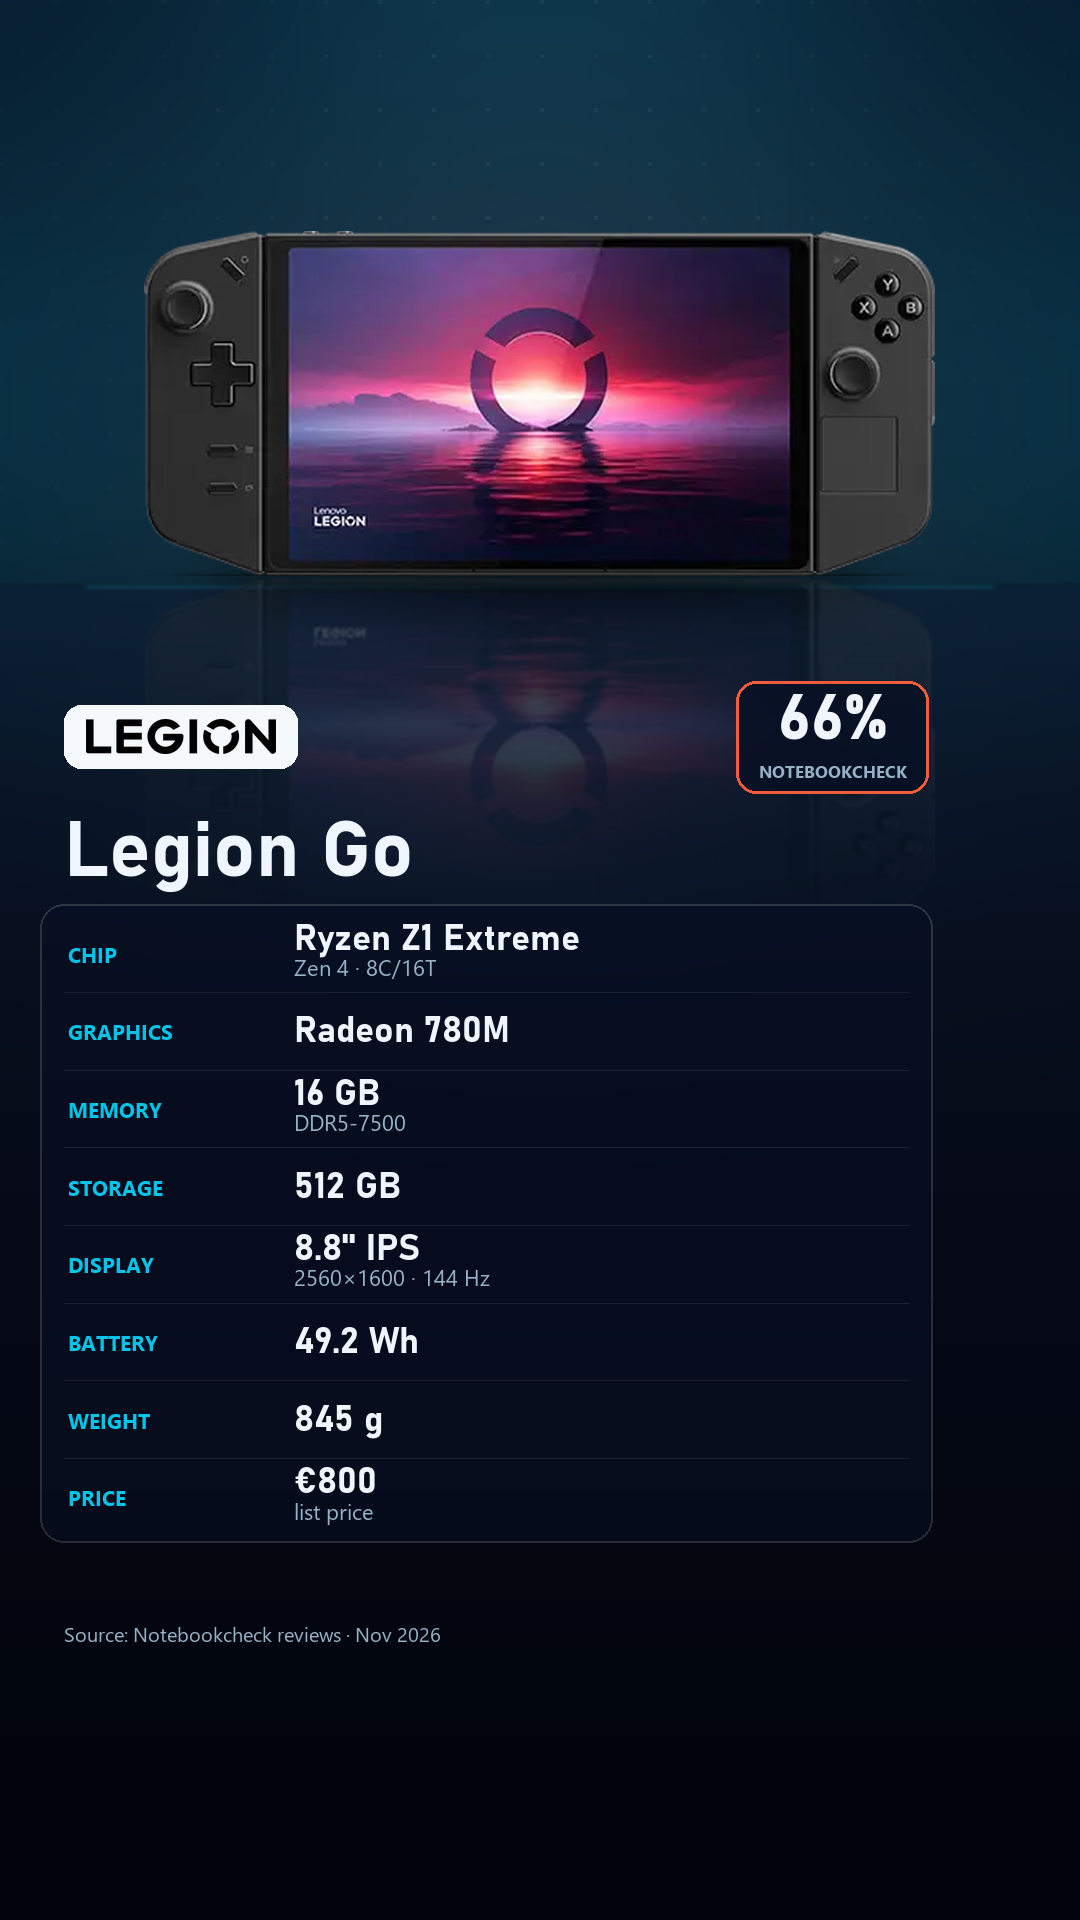 Y
X B
A
Lenovo
LEGION
LEGION
66%
NOTEBOOKCHECK
Legion Go
CHIP
Ryzen Z1 Extreme
Zen 4 · 8C/16T
GRAPHICS
Radeon 780M
MEMORY
16 GB
DDR5-7500
STORAGE
512 GB
DISPLAY
8.8" IPS
2560×1600 · 144 Hz
BATTERY
49.2 Wh
WEIGHT
845 g
PRICE
€800
list price
Source: Notebookcheck reviews · Nov 2026